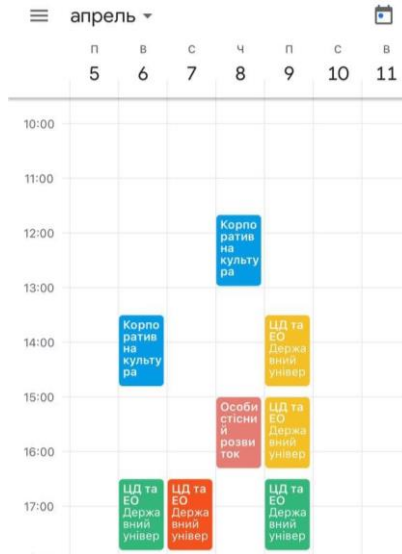 апрель
П В С Ч П С В
5 6 7 8 9 10 11
10:00
11:00
12:00
13:00
14:00
15:00
16:00
17:00
Корпо
ратив
на
культу
ра
Корпо
ратив
на
культу
ра
ЦД та
ЕО
Держа
вний
універ
Особи
стісни
й
розви
ток
ЦД та
ЕО
Держа
вний
універ
ЦД та
ЕО
Держа
вний
універ
ЦД та
ЕО
Держа
вний
універ
ЦД та
ЕО
Держа
вний
універ